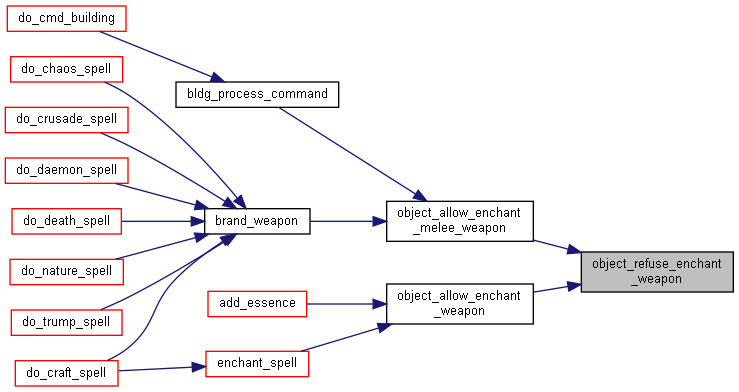 do_cmd_building
do_chaos_spell
bldg_process_command
do_crusade_spell
do_daemon_spell
do_death_spell
brand_weapon
object_allow_enchant
_melee_weapon
do_nature_spell
object_refuse_enchant
_weapon
add_essence
object_allow_enchant
_weapon
do_trump_spell
do_craft_spell
enchant_spell